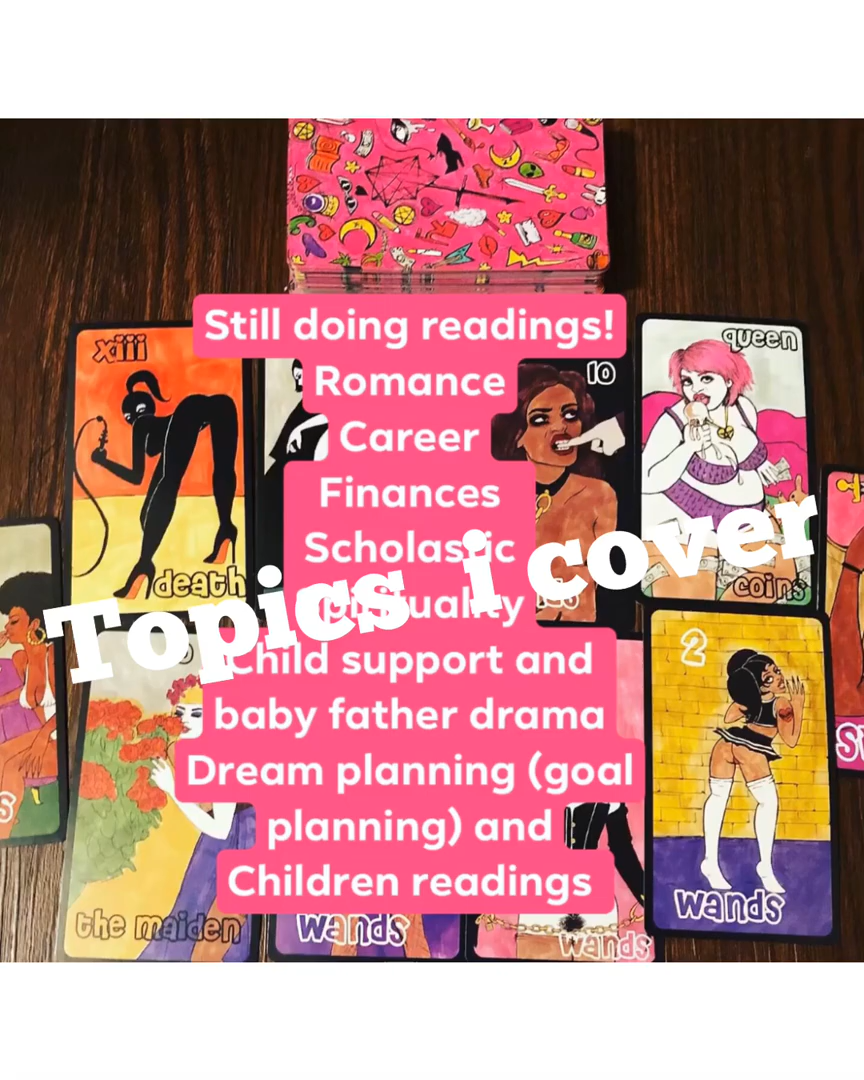 Still doing readings!
Romance
Career
Finances
Scholastic
Spirituality
Child support and
baby father drama
Dream planning (goal
planning) and
Children readings
Topics i cover
xiii
death
10
queen
coins
2
wands
the maiden
wands
wands